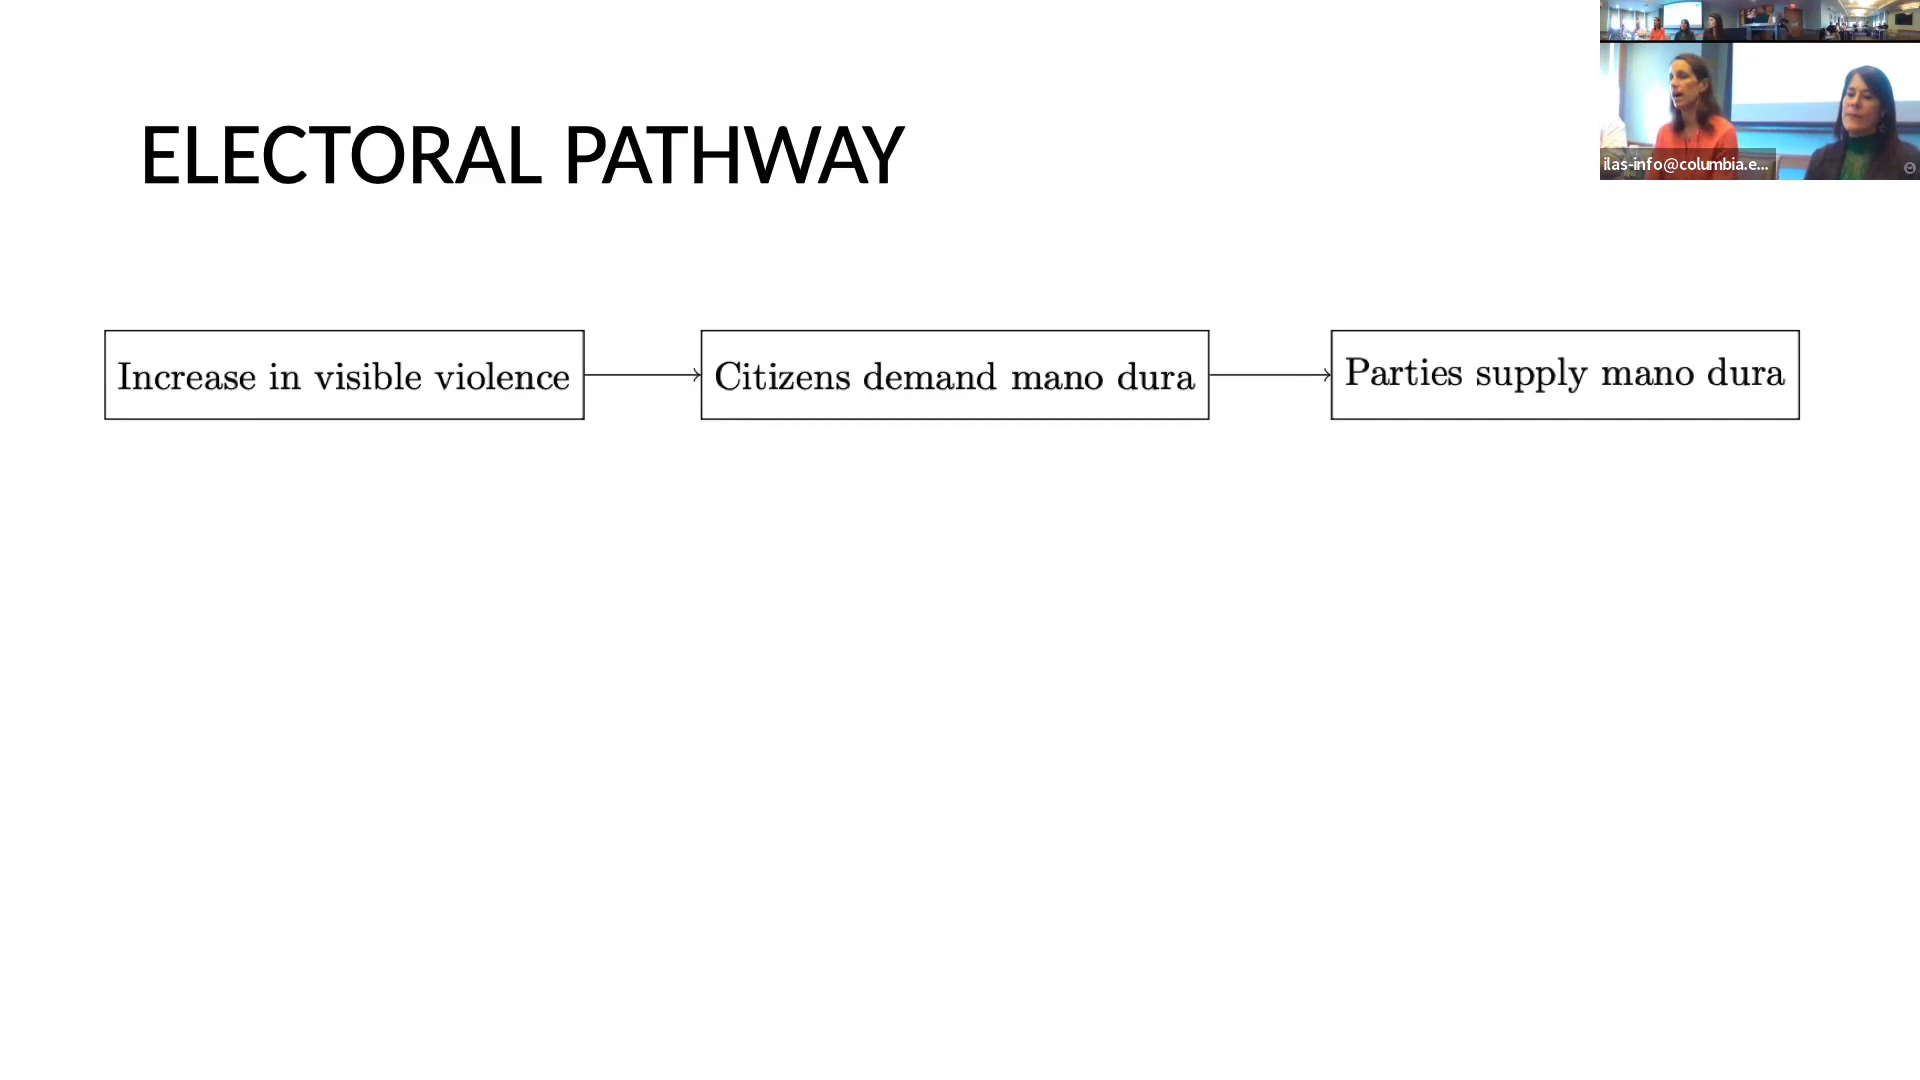 ELECTORAL PATHWAY
ilas-info@columbia.e...
Increase in visible violence
Citizens demand mano dura
Parties supply mano dura